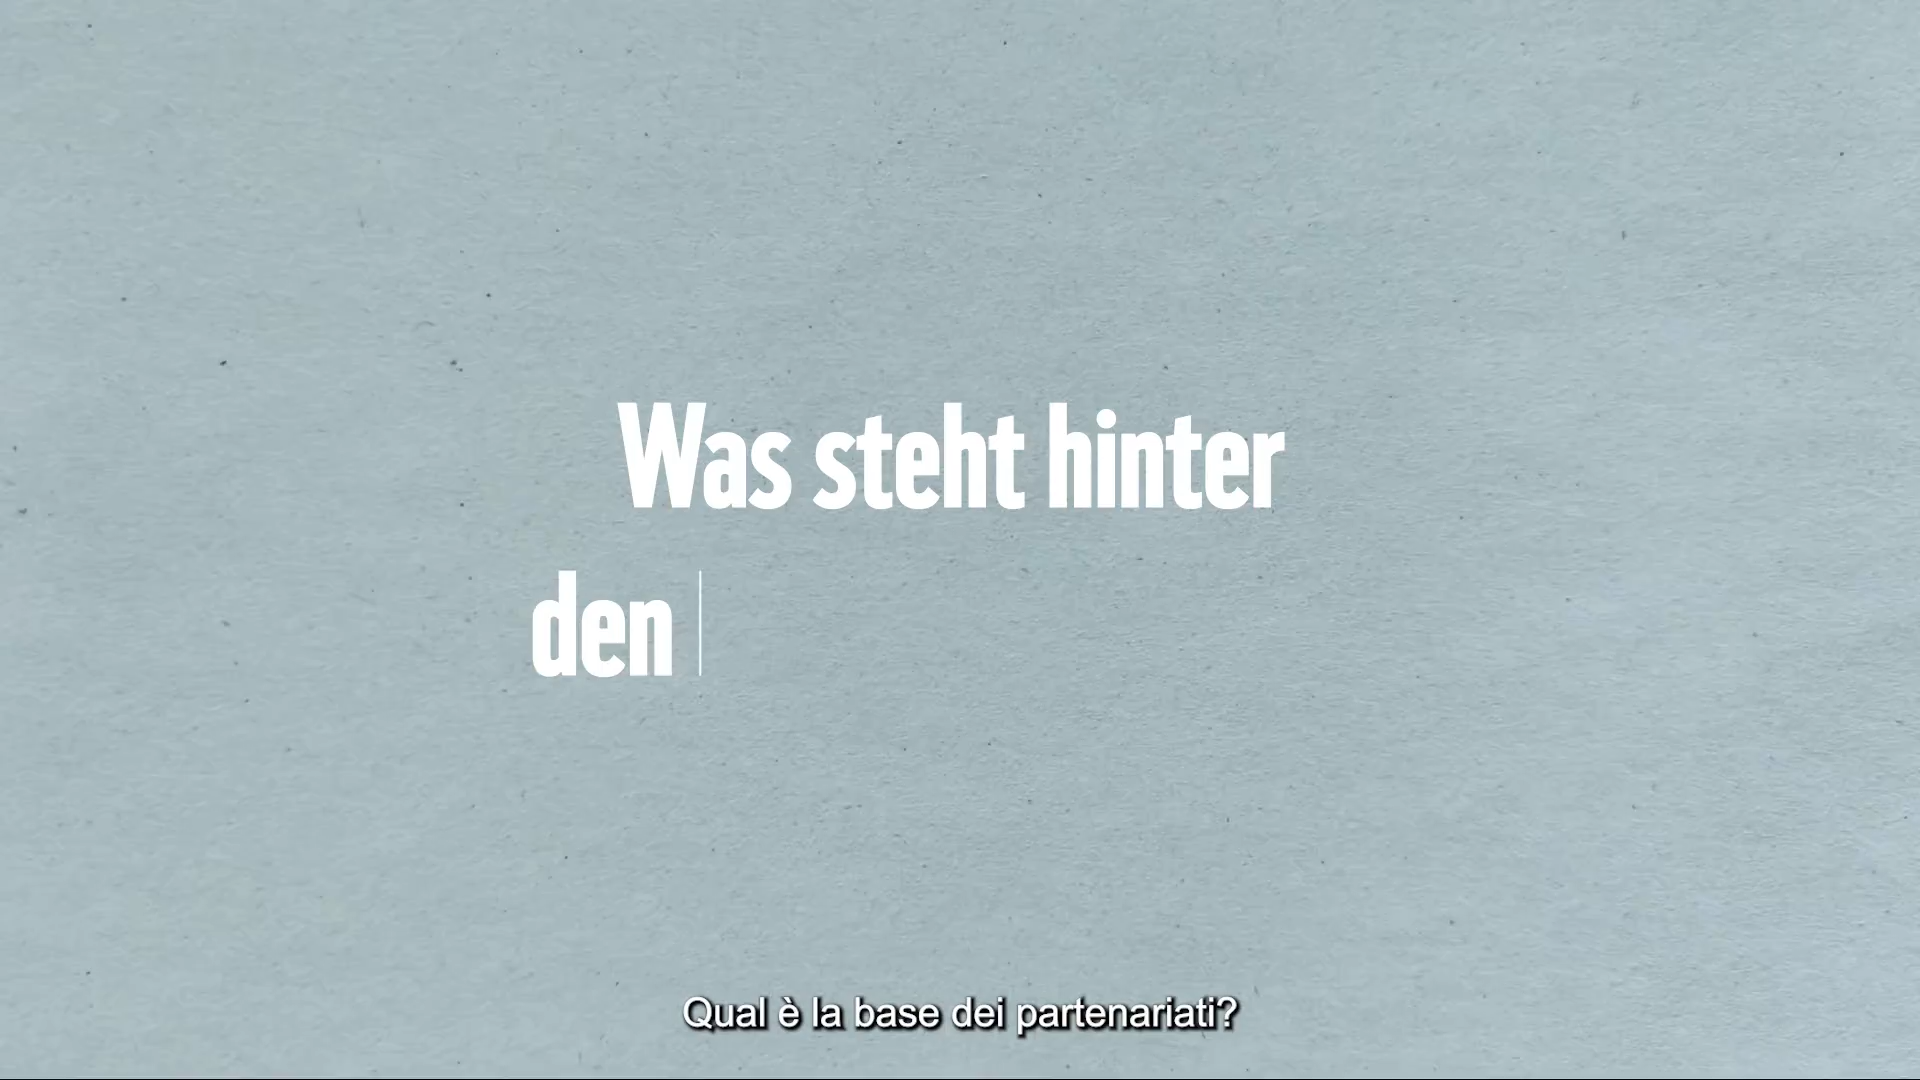 Was steht hinter
den
Qual è la base dei partenariati?